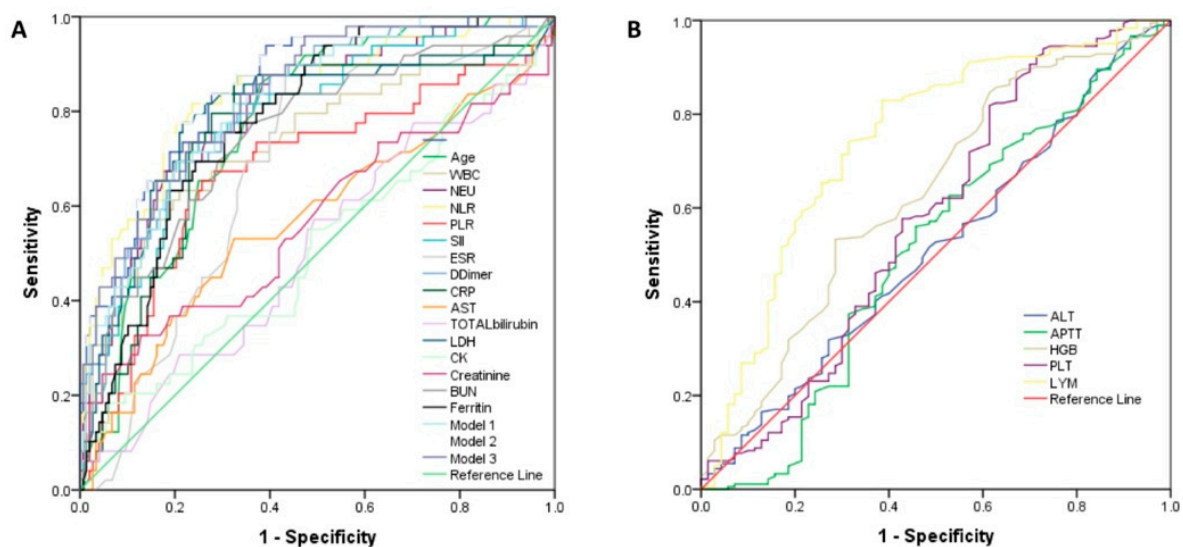 A
Sensitivity
1.0
0.8
0.6
0.4
0.2
0.0
Age
WBC
NEU
NLR
PLR
SII
ESR
DDimer
CRP
AST
TOTALbilirubin
LDH
CK
Creatinine
BUN
Ferritin
Model 1
Model 2
Model 3
Reference Line
0.0
0.2
0.4
0.6
0.8
1.0
1 - Specificity
B
Sensitivity
1.0
0.8
0.6
0.4
0.2
0.0
ALT
APTT
HGB
PLT
LYM
Reference Line
0.0
0.2
0.4
0.6
0.8
1.0
1 - Specificity